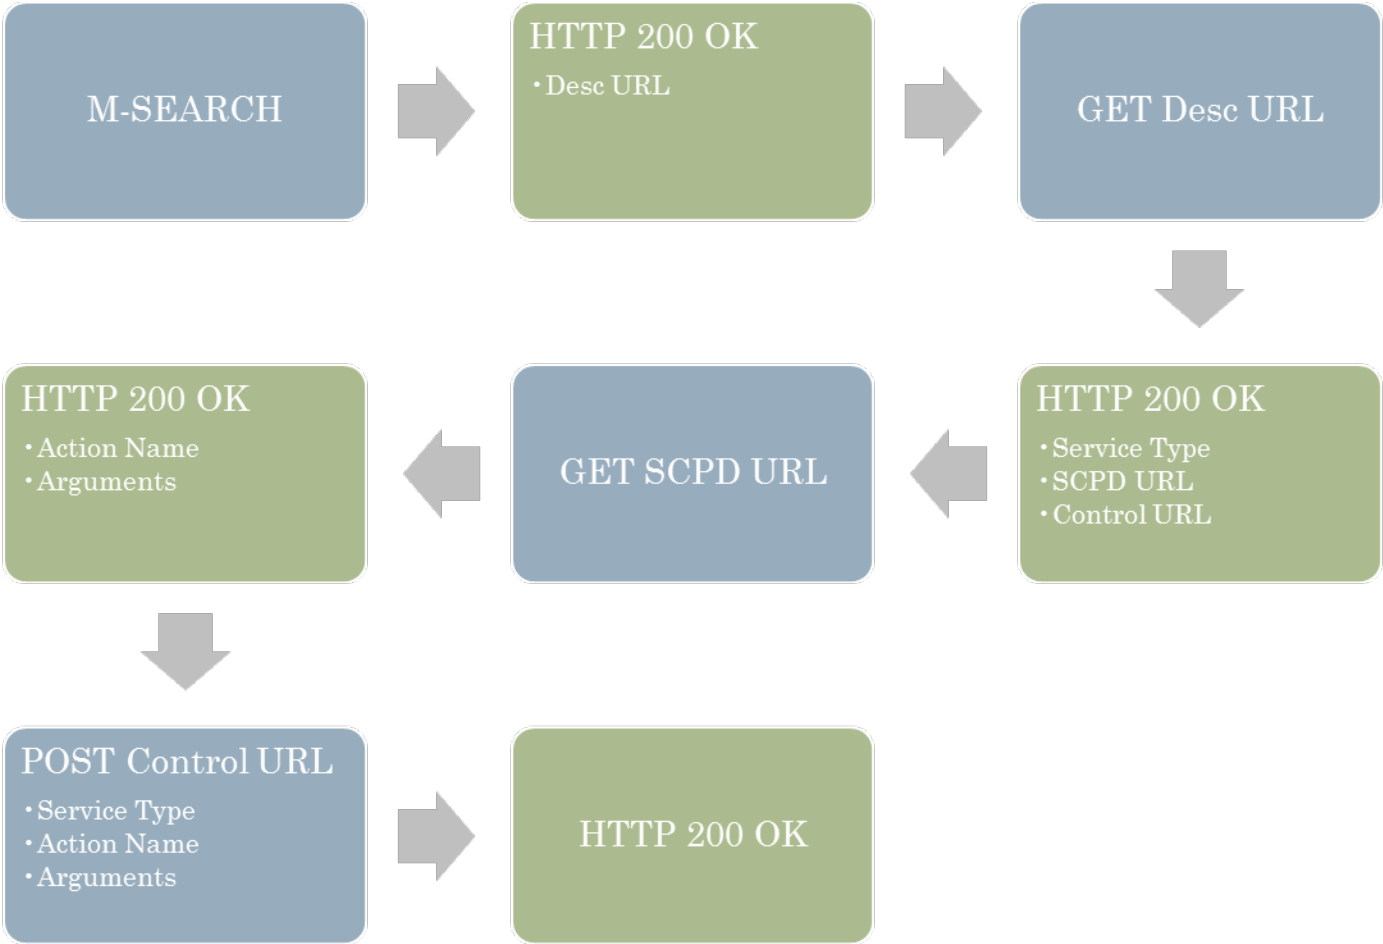 M-SEARCH
HTTP 200 OK
• Desc URL
GET Desc URL
HTTP 200 OK
• Service Type
• SCPD URL
• Control URL
GET SCPD URL
HTTP 200 OK
• Action Name
• Arguments
POST Control URL
• Service Type
• Action Name
• Arguments
HTTP 200 OK